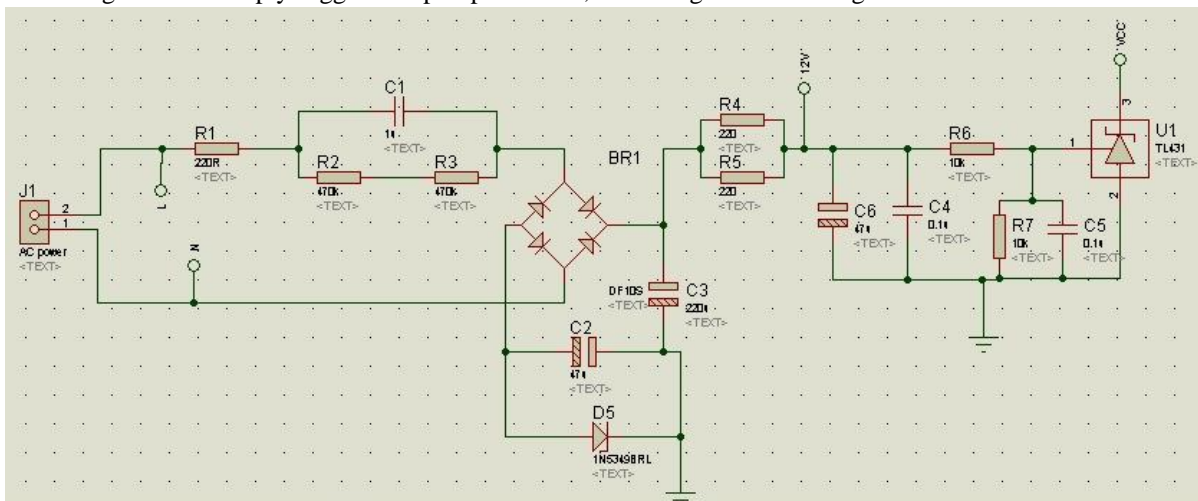 C1
1u
<TEXT>
R1
220R
<TEXT>
R2
470k
<TEXT>
R3
470k
<TEXT>
J1
2
1
AC power
<TEXT>
L
N
BR1
DF10S
<TEXT>
C2
47u
<TEXT>
C3
220u
<TEXT>
D5
1N5349BRL
<TEXT>
R4
220
<TEXT>
R5
220
<TEXT>
12V
C6
47u
<TEXT>
C4
0.1u
<TEXT>
R6
10k
<TEXT>
R7
10k
<TEXT>
C5
0.1u
<TEXT>
VCC
3
1
2
U1
TL431
<TEXT>